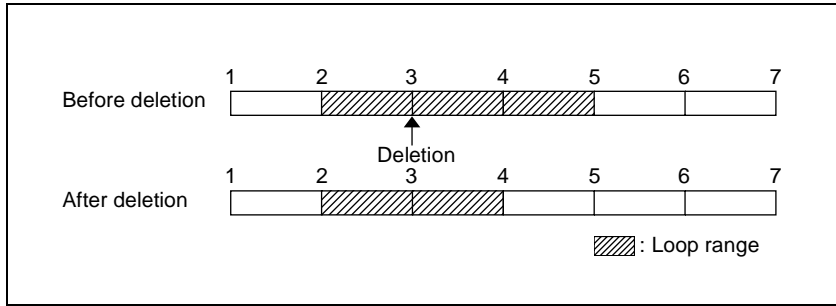 1 2 3 4 5 6 7
Before deletion
Deletion
1 2 3 4 5 6 7
After deletion
: Loop range